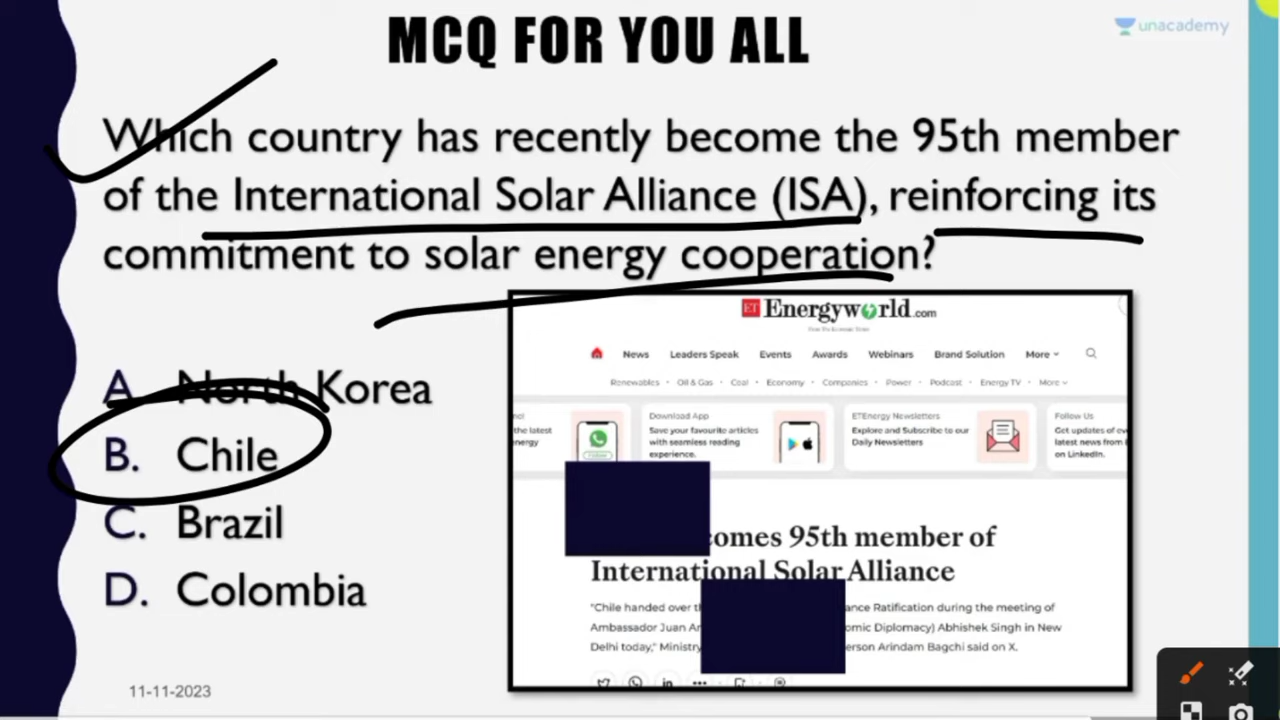 MCQ FOR YOU ALL
unacademy
Which country has recently become the 95th member
of the International Solar Alliance (ISA), reinforcing its
commitment to solar energy cooperation?
A. North Korea
B. Chile
C. Brazil
D. Colombia
11-11-2023
ET Energyworld.com
News Leaders Speak Events Awards Webinars Brand Solution More
Renewables • Oil & Gas • Coal • Economy • Companies • Power • Podcast • Energy TV • More
the latest
energy
Download App
Save your favourite articles
with seamless reading
experience.
ETEnergy Newsletters
Explore and Subscribe to our
Daily Newsletters
Follow Us
Get updates of
latest news from
on LinkedIn.
comes 95th member of
International Solar Alliance
"Chile handed over ance Ratification during the meeting of
Ambassador Juan omic Diplomacy) Abhishek Singh in New
Delhi today," Ministry erson Arindam Bagchi said on X.